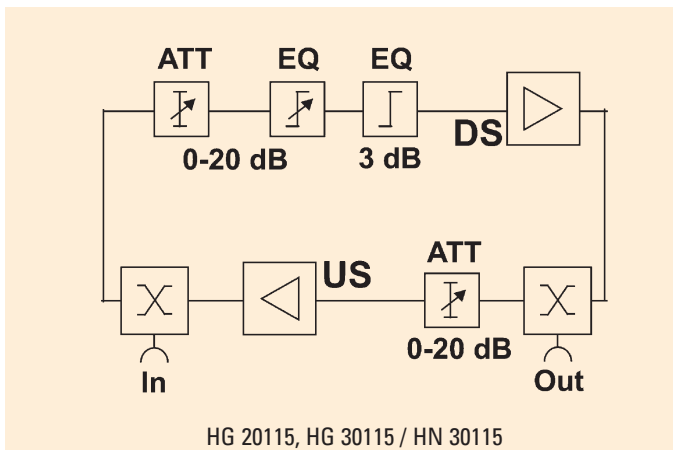 ATT EQ EQ
0-20 dB 3 dB
DS
US
ATT
0-20 dB
In
Out
HG 20115, HG 30115 / HN 30115